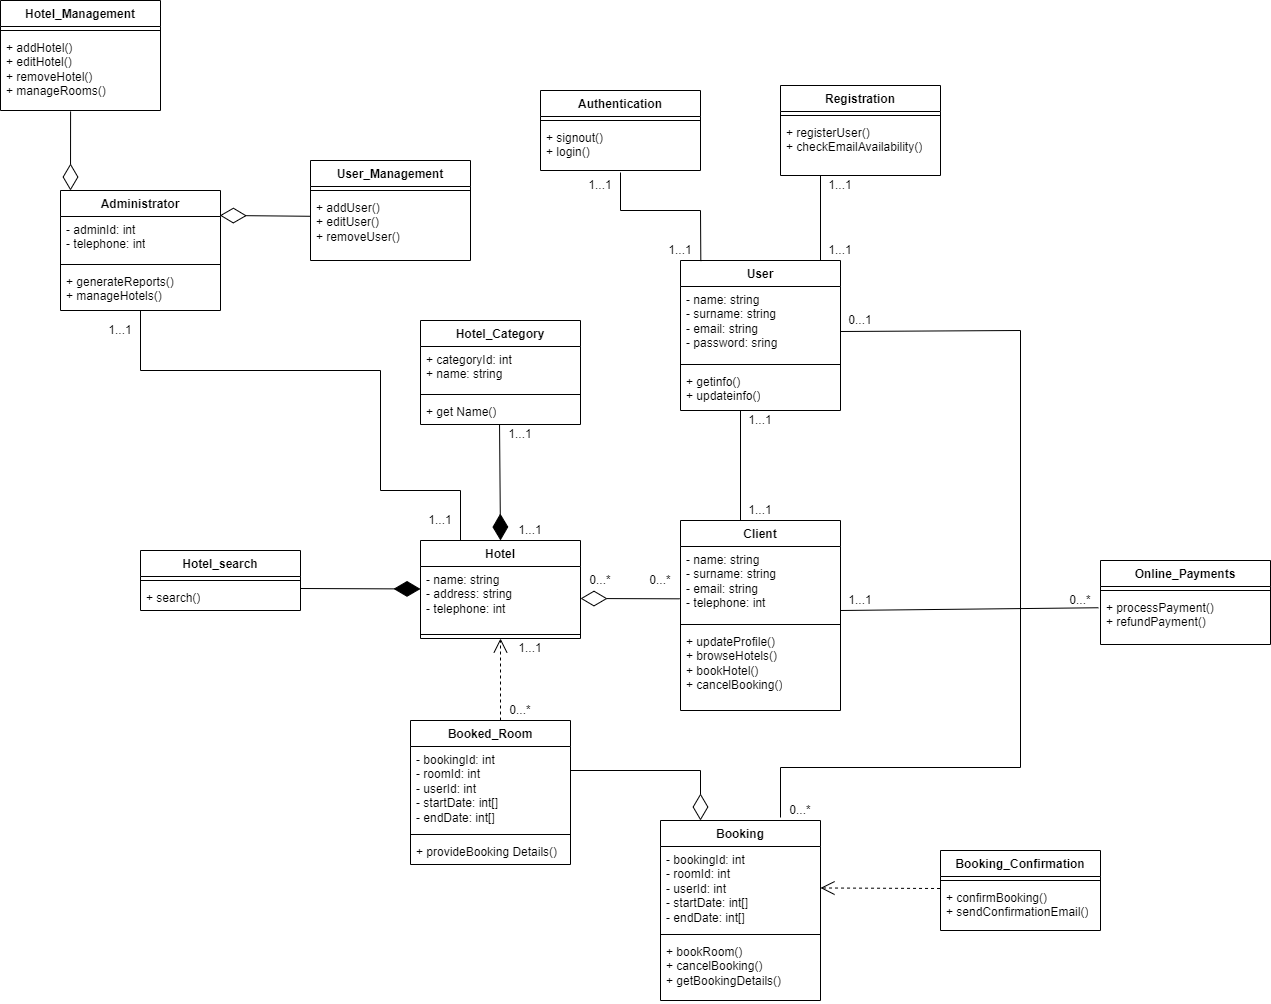 Hotel_Management
+ addHotel()
+ editHotel()
+ removeHotel()
+ manageRooms()
Authentication
+ signout()
+ login()
1...1
Registration
+ registerUser()
+ checkEmailAvailability()
1...1
User_Management
+ addUser()
+ editUser()
+ removeUser()
Administrator
- adminId: int
- telephone: int
+ generateReports()
+ manageHotels()
1...1
1...1
1...1
User
- name: string
- surname: string
- email: string
- password: sring
+ getinfo()
+ updateinfo()
0...1
1...1
Hotel_Category
+ categoryId: int
+ name: string
+ get Name()
1...1
1...1
1...1
1...1
Hotel_search
+ search()
Hotel
- name: string
- address: string
- telephone: int
0...*
0...*
Client
- name: string
- surname: string
- email: string
- telephone: int
+ updateProfile()
+ browseHotels()
+ bookHotel()
+ cancelBooking()
1...1
0...*
Online_Payments
+ processPayment()
+ refundPayment()
1...1
0...*
Booked_Room
- bookingId: int
- roomId: int
- userId: int
- startDate: int[]
- endDate: int[]
+ provideBooking Details()
0...*
Booking
- bookingId: int
- roomId: int
- userId: int
- startDate: int[]
- endDate: int[]
+ bookRoom()
+ cancelBooking()
+ getBookingDetails()
Booking_Confirmation
+ confirmBooking()
+ sendConfirmationEmail()